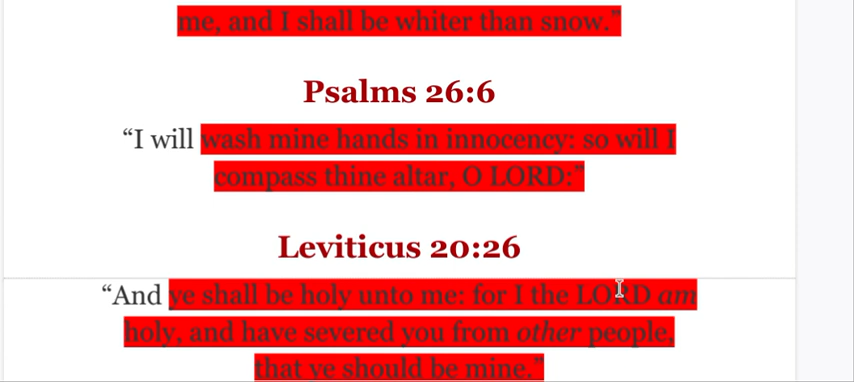 me, and I shall be whiter than snow.”
Psalms 26:6
“I will wash mine hands in innocency: so will I
compass thine altar, O LORD:”
Leviticus 20:26
“And ye shall be holy unto me: for I the LORD am
holy, and have severed you from other people,
that ye should be mine.”